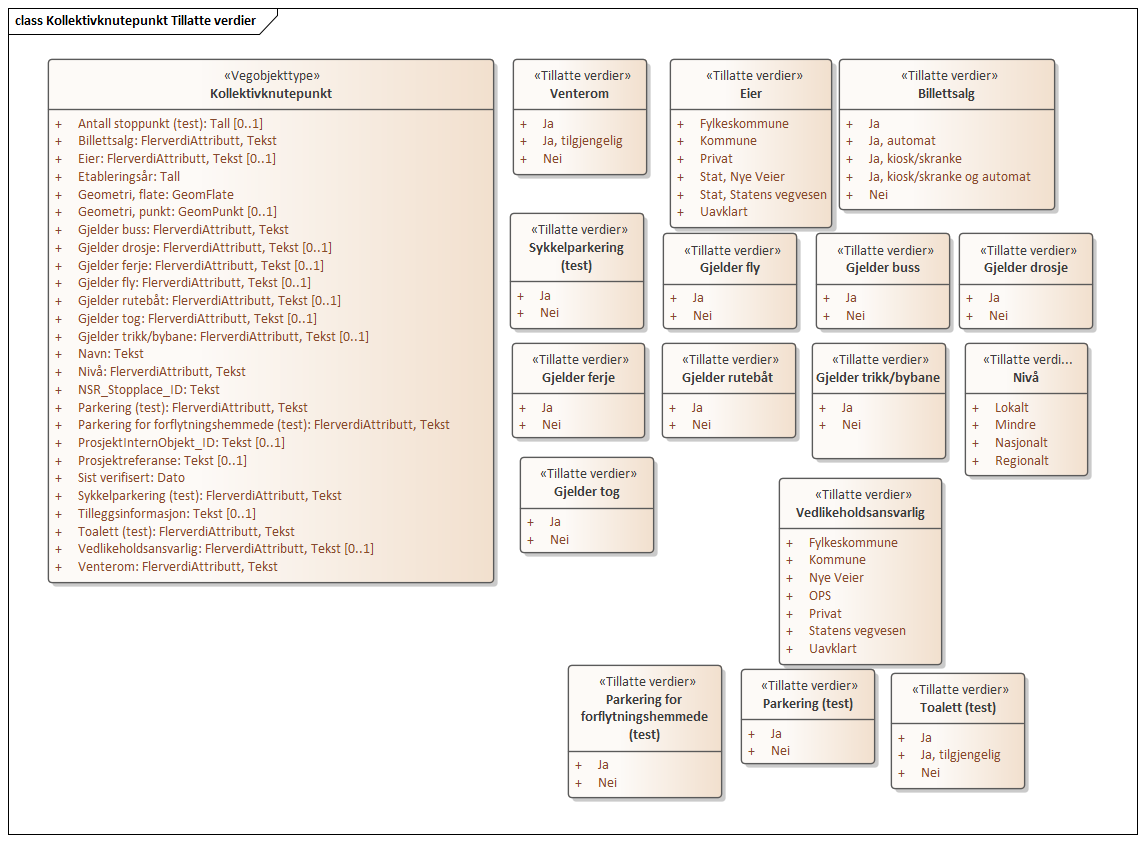 class Kollektivknutepunkt Tillatte verdier
«Vegobjekttype»
Kollektivknutepunkt
+ Antall stoppunkt (test): Tall [0..1]
+ Billettsalg: FlerverdiAttributt, Tekst
+ Eier: FlerverdiAttributt, Tekst [0..1]
+ Etableringsår: Tall
+ Geometri, flate: GeomFlate
+ Geometri, punkt: GeomPunkt [0..1]
+ Gjelder buss: FlerverdiAttributt, Tekst
+ Gjelder drosje: FlerverdiAttributt, Tekst [0..1]
+ Gjelder ferje: FlerverdiAttributt, Tekst [0..1]
+ Gjelder fly: FlerverdiAttributt, Tekst [0..1]
+ Gjelder rutebåt: FlerverdiAttributt, Tekst [0..1]
+ Gjelder tog: FlerverdiAttributt, Tekst [0..1]
+ Gjelder trikk/bybane: FlerverdiAttributt, Tekst [0..1]
+ Navn: Tekst
+ Nivå: FlerverdiAttributt, Tekst
+ NSR_Stopplace_ID: Tekst
+ Parkering (test): FlerverdiAttributt, Tekst
+ Parkering for forflytningshemmede (test): FlerverdiAttributt, Tekst
+ ProsjektInternObjekt_ID: Tekst [0..1]
+ Prosjektreferanse: Tekst [0..1]
+ Sist verifisert: Dato
+ Sykkelparkering (test): FlerverdiAttributt, Tekst
+ Tilleggsinformasjon: Tekst [0..1]
+ Toalett (test): FlerverdiAttributt, Tekst
+ Vedlikeholdsansvarlig: FlerverdiAttributt, Tekst [0..1]
+ Venterom: FlerverdiAttributt, Tekst
«Tillatte verdier»
Venterom
+ Ja
+ Ja, tilgjengelig
+ Nei
«Tillatte verdier»
Eier
+ Fylkeskommune
+ Kommune
+ Privat
+ Stat, Nye Veier
+ Stat, Statens vegvesen
+ Uavklart
«Tillatte verdier»
Billettsalg
+ Ja
+ Ja, automat
+ Ja, kiosk/skranke
+ Ja, kiosk/skranke og automat
+ Nei
«Tillatte verdier»
Sykkelparkering
(test)
+ Ja
+ Nei
«Tillatte verdier»
Gjelder fly
+ Ja
+ Nei
«Tillatte verdier»
Gjelder buss
+ Ja
+ Nei
«Tillatte verdier»
Gjelder drosje
+ Ja
+ Nei
«Tillatte verdier»
Gjelder ferje
+ Ja
+ Nei
«Tillatte verdier»
Gjelder rutebåt
+ Ja
+ Nei
«Tillatte verdier»
Gjelder trikk/bybane
+ Ja
+ Nei
«Tillatte verdi...
Nivå
+ Lokalt
+ Mindre
+ Nasjonalt
+ Regionalt
«Tillatte verdier»
Gjelder tog
+ Ja
+ Nei
«Tillatte verdier»
Vedlikeholdsansvarlig
+ Fylkeskommune
+ Kommune
+ Nye Veier
+ OPS
+ Privat
+ Statens vegvesen
+ Uavklart
«Tillatte verdier»
Parkering for
forflytningshemmede
(test)
+ Ja
+ Nei
«Tillatte verdier»
Parkering (test)
+ Ja
+ Nei
«Tillatte verdier»
Toalett (test)
+ Ja
+ Ja, tilgjengelig
+ Nei